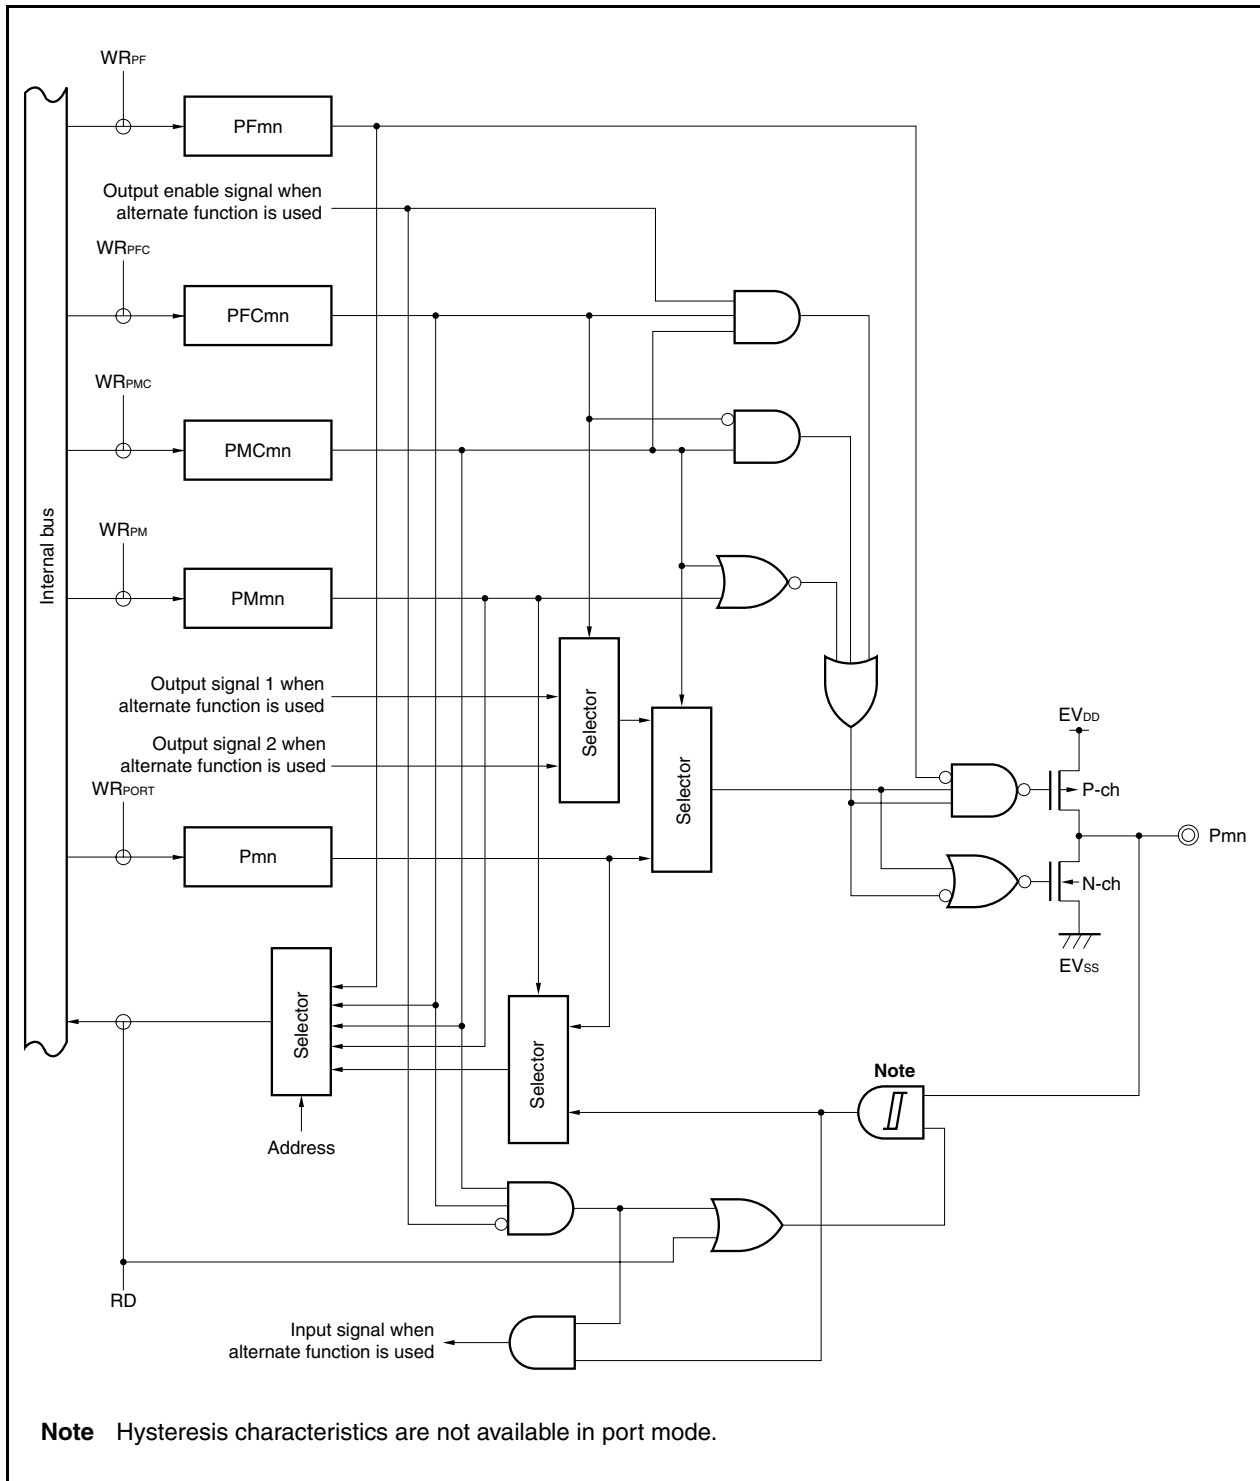 WRPF
PFmn
Output enable signal when
alternate function is used
WRPFC
PFCmn
WRPMC
PMCmn
Internal bus
WRPM
PMmn
Output signal 1 when
alternate function is used
Selector
Output signal 2 when
alternate function is used
Selector
EVDD
P-ch
WRPORT
Pmn
Pmn
N-ch
EVSS
Selector
Selector
Note
Address
RD
Input signal when
alternate function is used
Note Hysteresis characteristics are not available in port mode.